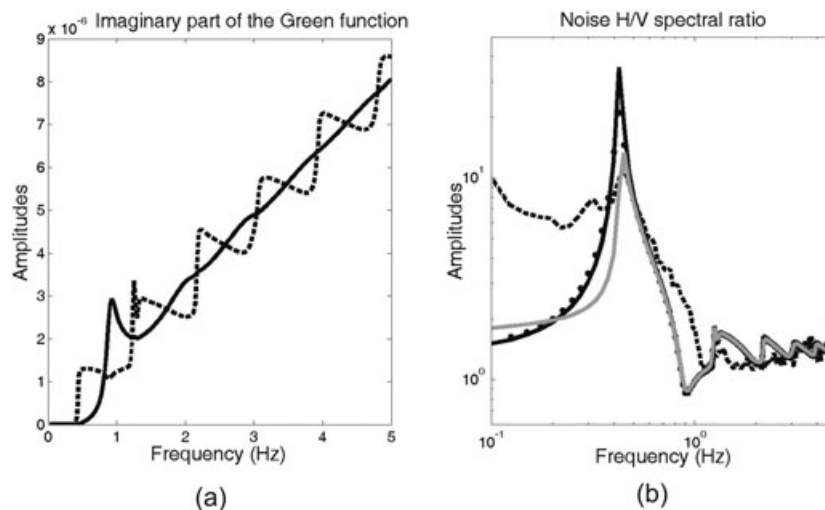 x 10⁻⁶
Imaginary part of the Green function
9
8
7
6
5
4
3
2
1
0
Amplitudes
0 1 2 3 4 5
Frequency (Hz)
(a)
Noise H/V spectral ratio
10¹
10⁰
Amplitudes
10⁻¹ 10⁰
Frequency (Hz)
(b)